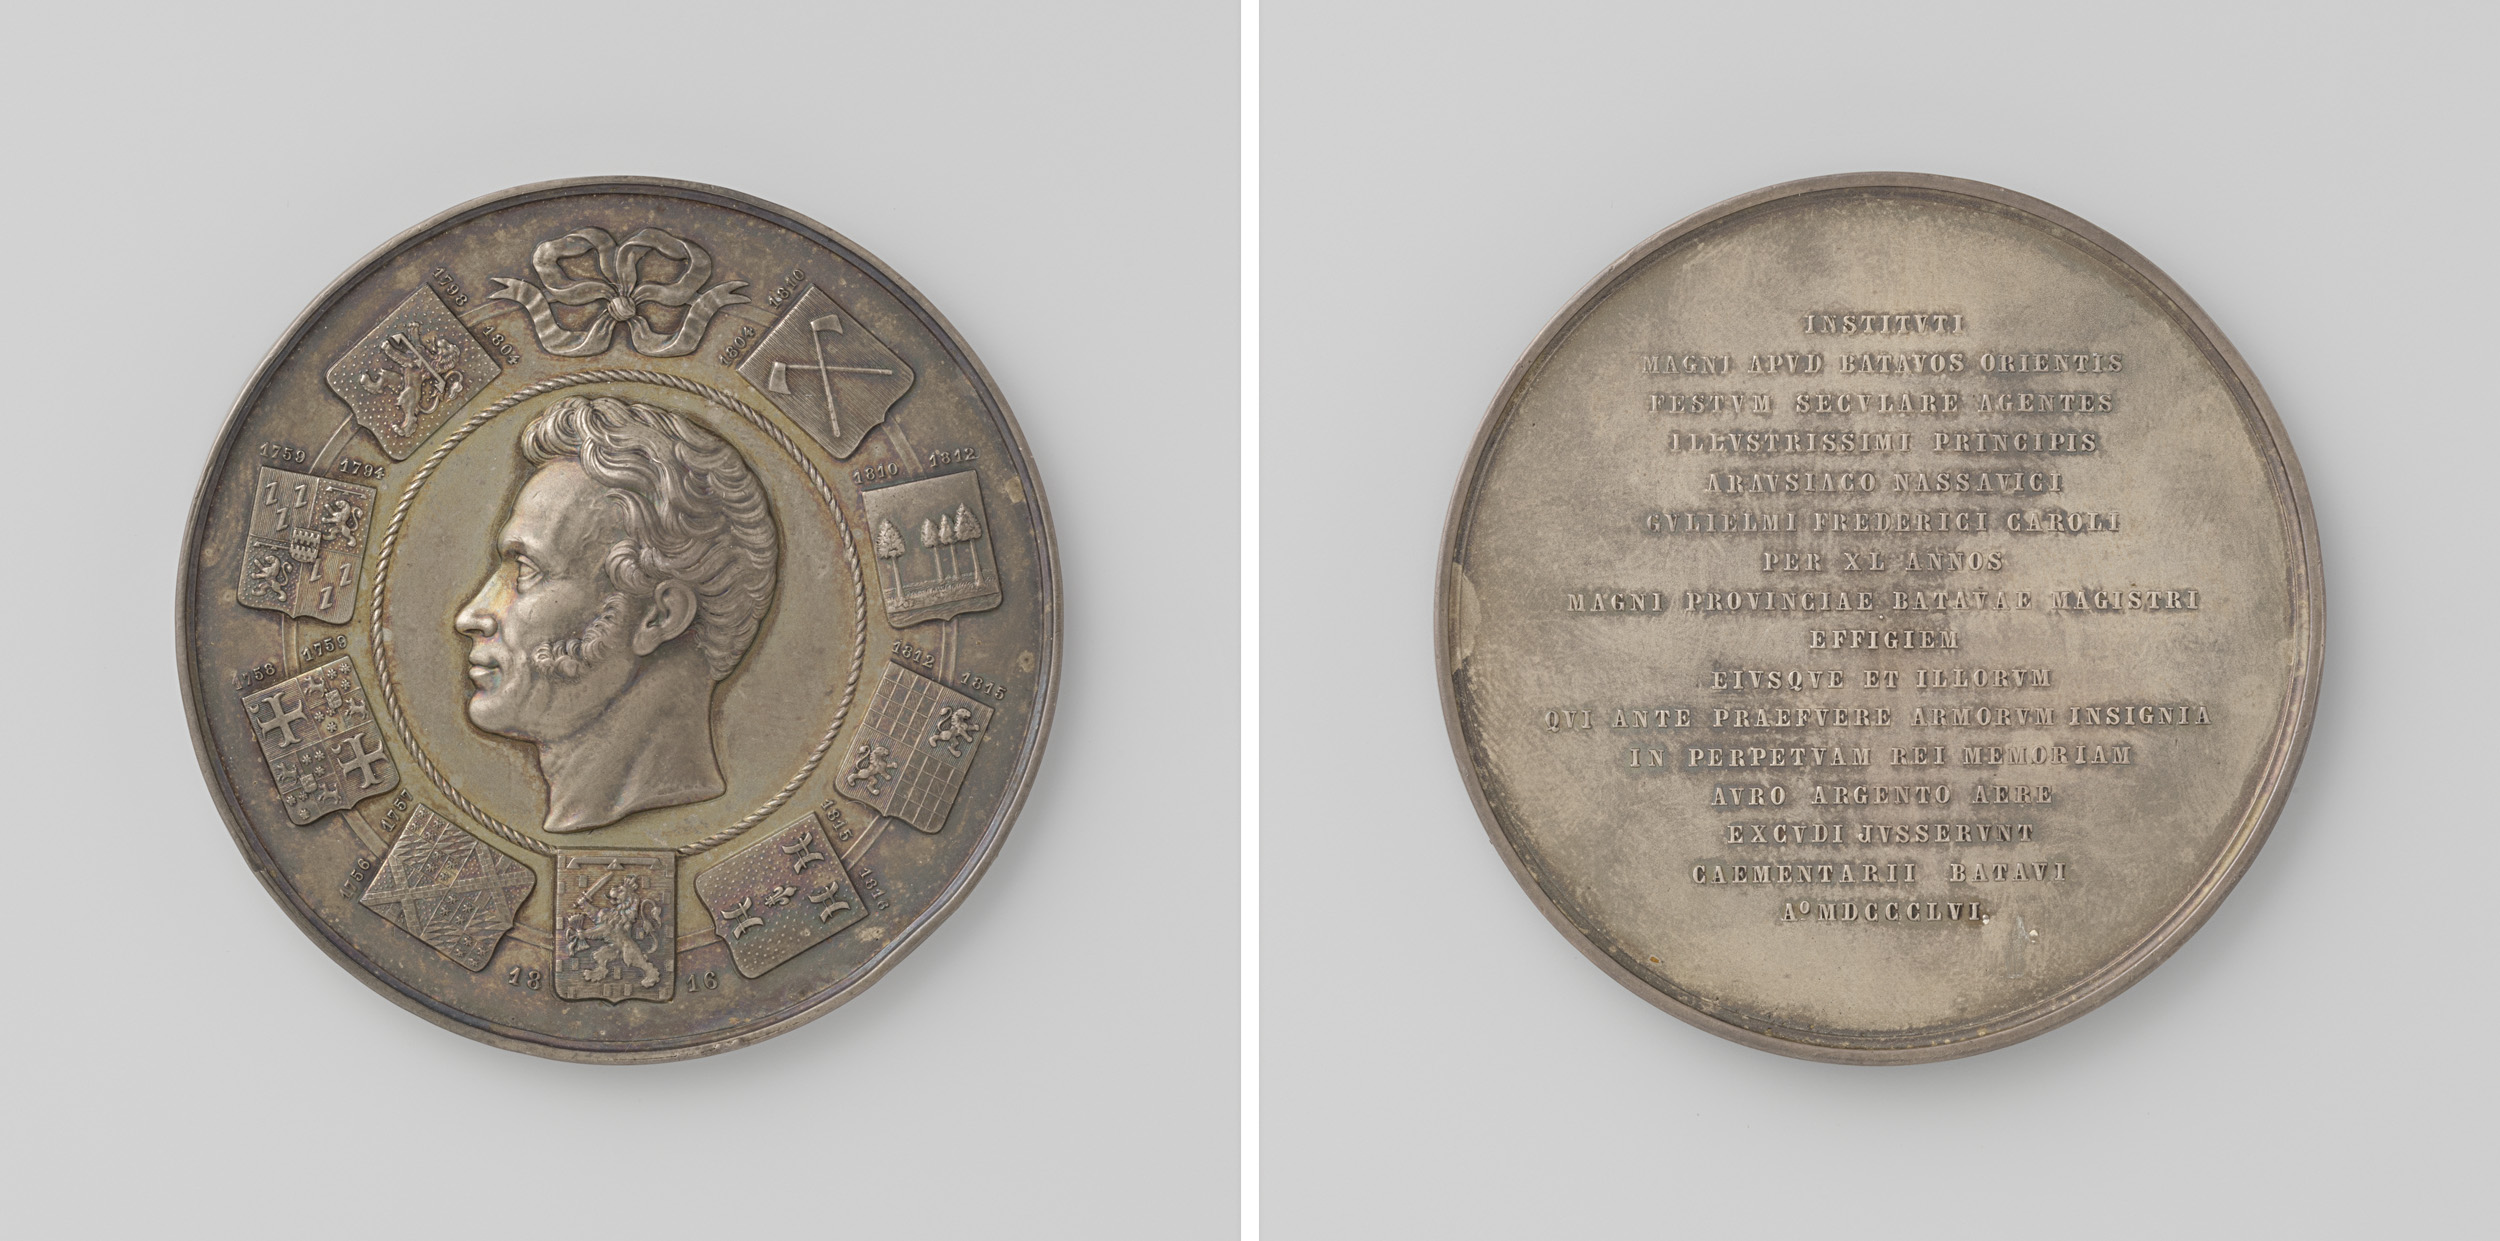 1756 1757
1758 1759
1759 1794
1798 1804
1804 1810
1810 1812
1812 1815
1815 1816
18 16
INSTITVTI
MAGNI APVD BATAVOS ORIENTIS
FESTVM SECVLARE AGENTES
ILLVSTRISSIMI PRINCIPIS
ARAVSIACO NASSAVICI
GVLIELMI FREDERICI CAROLI
PER XL ANNOS
MAGNI PROVINCIAE BATAVAE MAGISTRI
EFFIGIEM
EIVSQVE ET ILLORVM
QVI ANTE PRAEFVERE ARMORVM INSIGNIA
IN PERPETVAM REI MEMORIAM
AVRO ARGENTO AERE
EXCVDI JVSSERVNT
CAEMENTARII BATAVI
Aº MDCCCLVI.